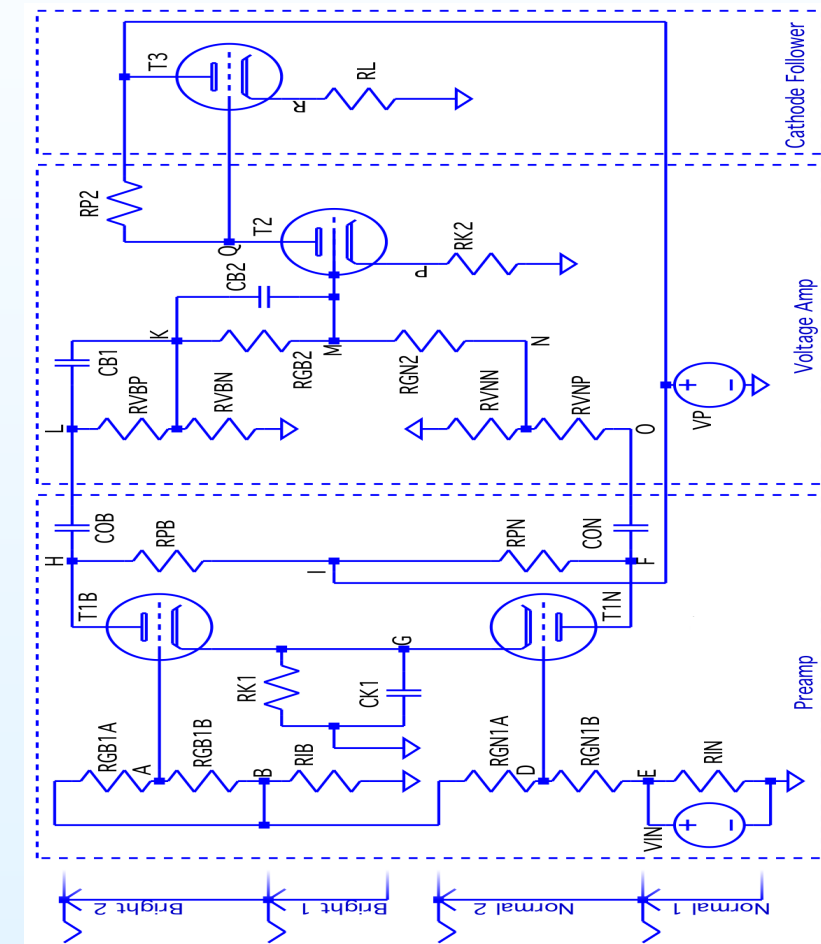 Normal 1
Normal 2
Bright 1
Bright 2
VIN
E
D
B
A
RIN
RGN1B
RGN1A
RIB
RGB1B
RGB1A
CK1
RK1
G
T1N
T1B
F
I
H
RPN
RPB
CON
COB
Preamp
O
L
RVNP
RVNN
RVBN
RVBP
N
M
K
RGN2
RGB2
CB1
CB2
P
Q
T2
RK2
RP2
VP
Voltage Amp
T3
R
RL
Cathode Follower